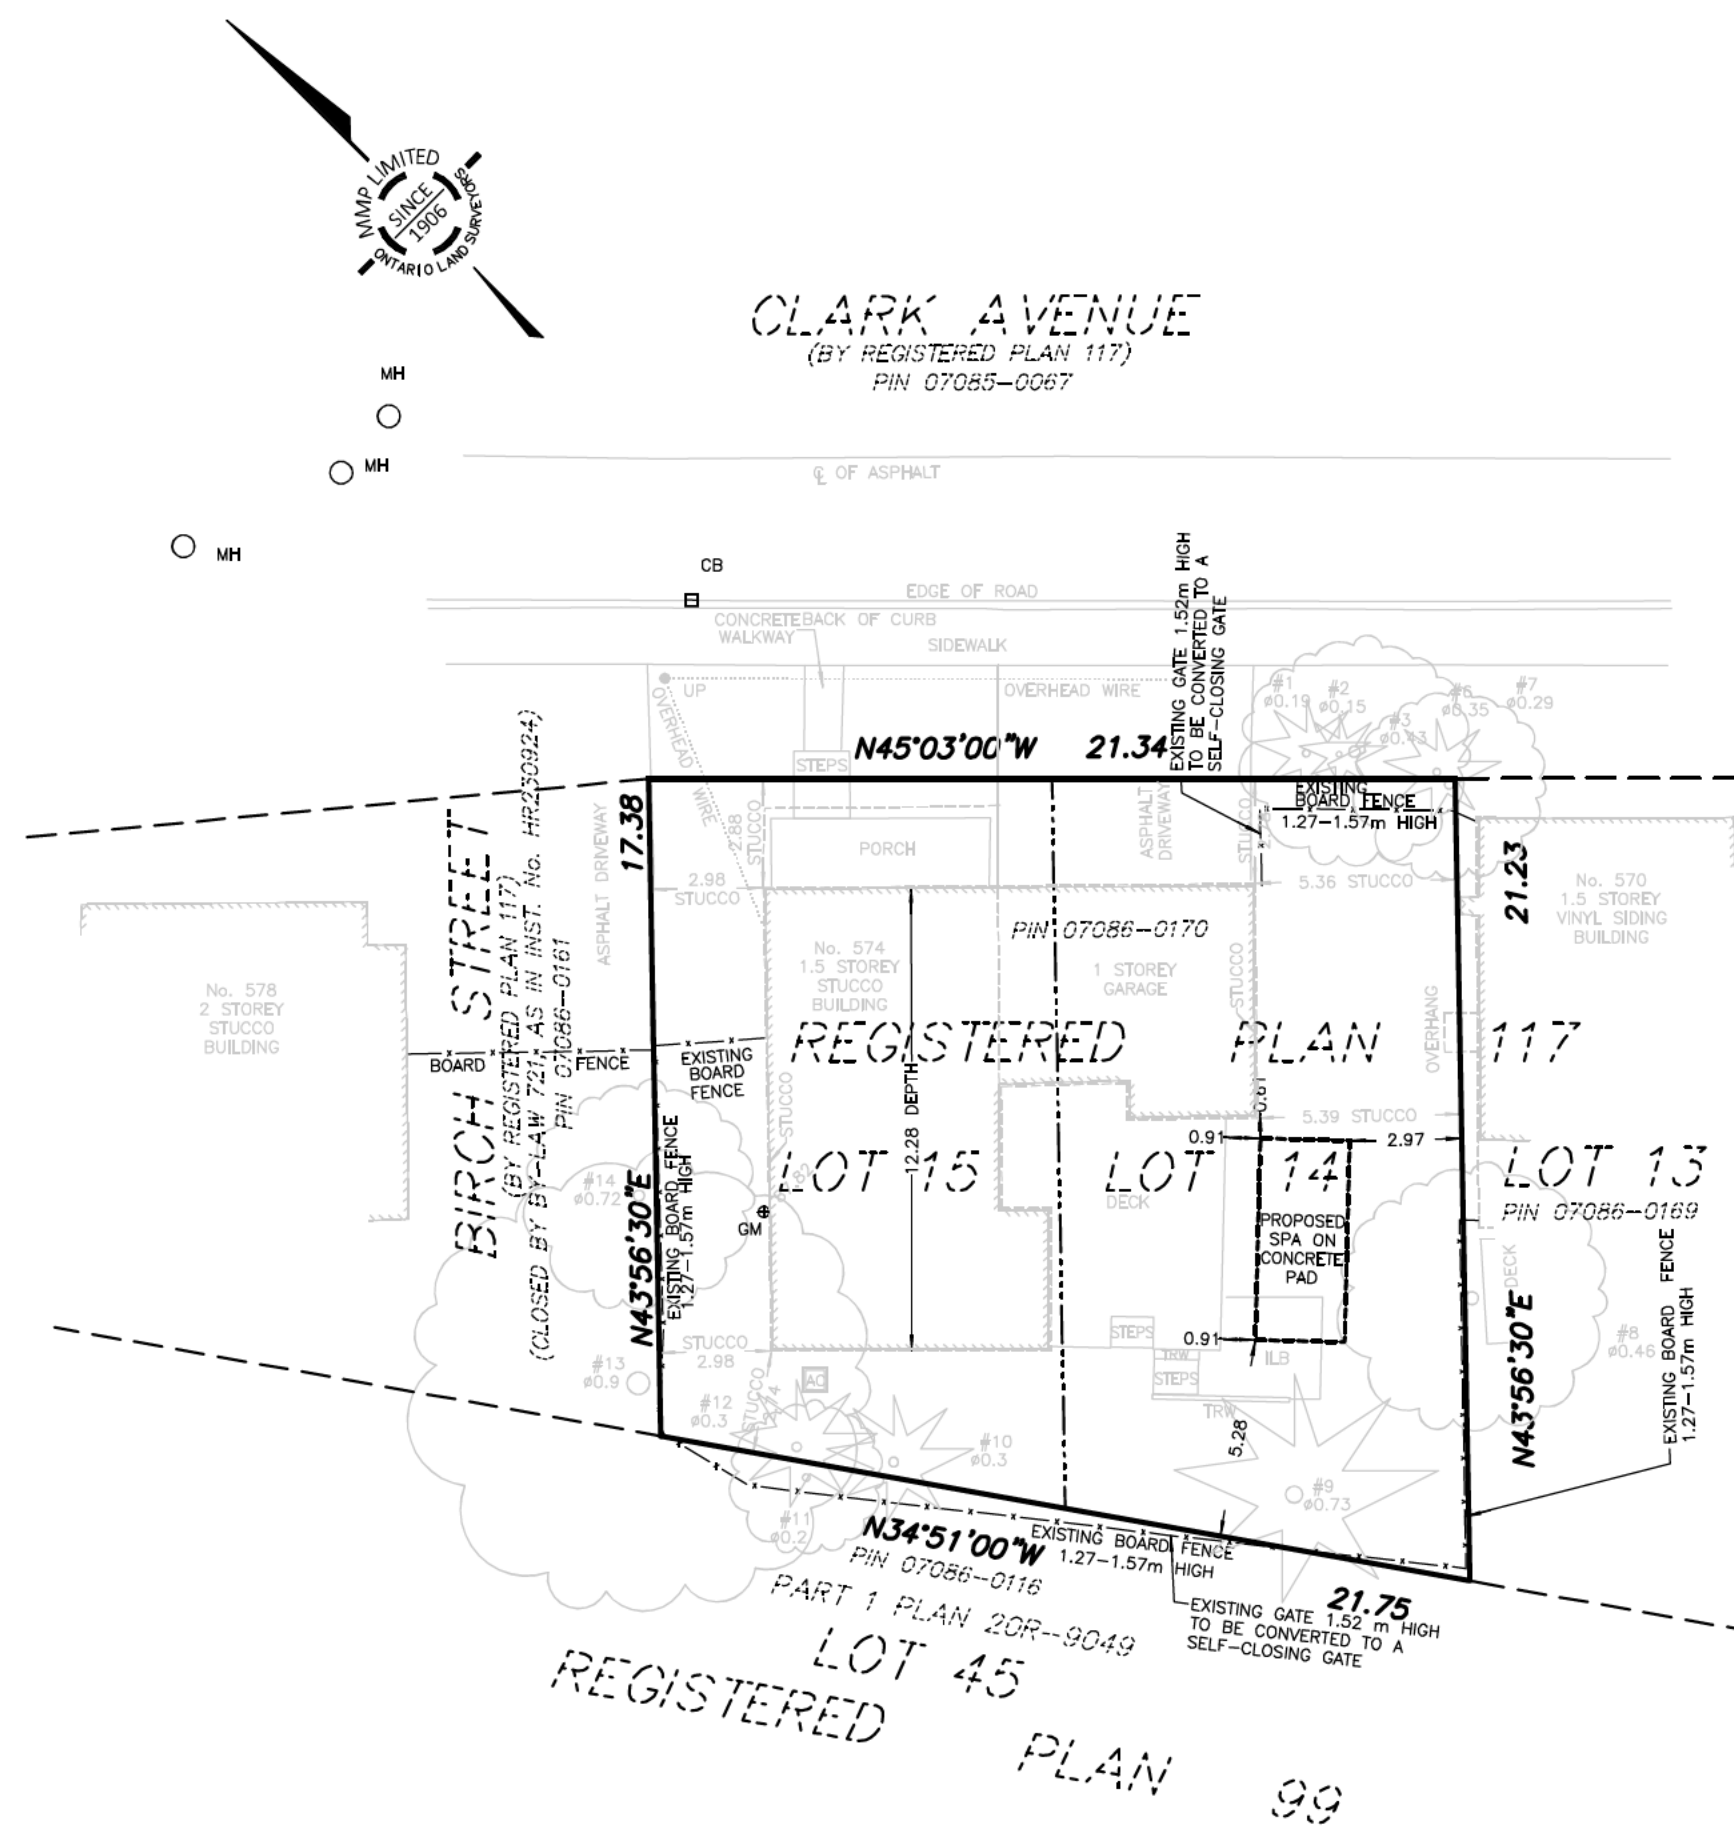 MMP LIMITED
SINCE
1906
ONTARIO LAND SURVEYORS
CLARK AVENUE
(BY REGISTERED PLAN 117)
PIN 07085-0067
MH
MH
MH
℄ OF ASPHALT
CB
EDGE OF ROAD
CONCRETE
WALKWAY
BACK OF CURB
SIDEWALK
UP
OVERHEAD WIRE
OVERHEAD WIRE
EXISTING GATE 1.52m HIGH
TO BE CONVERTED TO A
SELF-CLOSING GATE
#1
ø0.19
#2
ø0.15
#3
ø0.43
#6
ø0.35
#7
ø0.29
N45°03'00"W 21.34
STEPS
EXISTING
BOARD FENCE
1.27-1.57m HIGH
17.38
2.88
STUCCO
PORCH
ASPHALT
DRIVEWAY
STUCCO
5.36 STUCCO
21.23
No. 570
1.5 STOREY
VINYL SIDING
BUILDING
ASPHALT DRIVEWAY
2.98
STUCCO
PIN 07086-0170
No. 574
1.5 STOREY
STUCCO
BUILDING
1 STOREY
GARAGE
STUCCO
OVERHANG
No. 578
2 STOREY
STUCCO
BUILDING
BIRCH STREET
(BY REGISTERED PLAN 117)
(CLOSED BY BY-LAW 721 AS IN INST. No. HR230924)
PIN 07086-0161
REGISTERED PLAN 117
BOARD FENCE
EXISTING
BOARD
FENCE
12.28 DEPTH
STUCCO
0.61
5.39 STUCCO
0.91
2.97
LOT 15
LOT 14
LOT 13
PIN 07086-0169
#14
ø0.72
GM
DECK
PROPOSED
SPA ON
CONCRETE
PAD
DECK
N43°56'30"E
EXISTING BOARD FENCE
1.27-1.57m HIGH
EXISTING BOARD FENCE
1.27-1.57m HIGH
N43°56'30"E
#8
ø0.46
STUCCO
2.98
0.91
STEPS
TRW
STEPS
ILB
TRW
#13
ø0.9
AC
#12
ø0.3
STUCCO
#10
ø0.3
5.28
#9
ø0.73
#11
ø0.2
N34°51'00"W
EXISTING BOARD FENCE
1.27-1.57m HIGH
PIN 07086-0116
21.75
PART 1 PLAN 20R-9049
EXISTING GATE 1.52 m HIGH
TO BE CONVERTED TO A
SELF-CLOSING GATE
LOT 45
REGISTERED PLAN 99